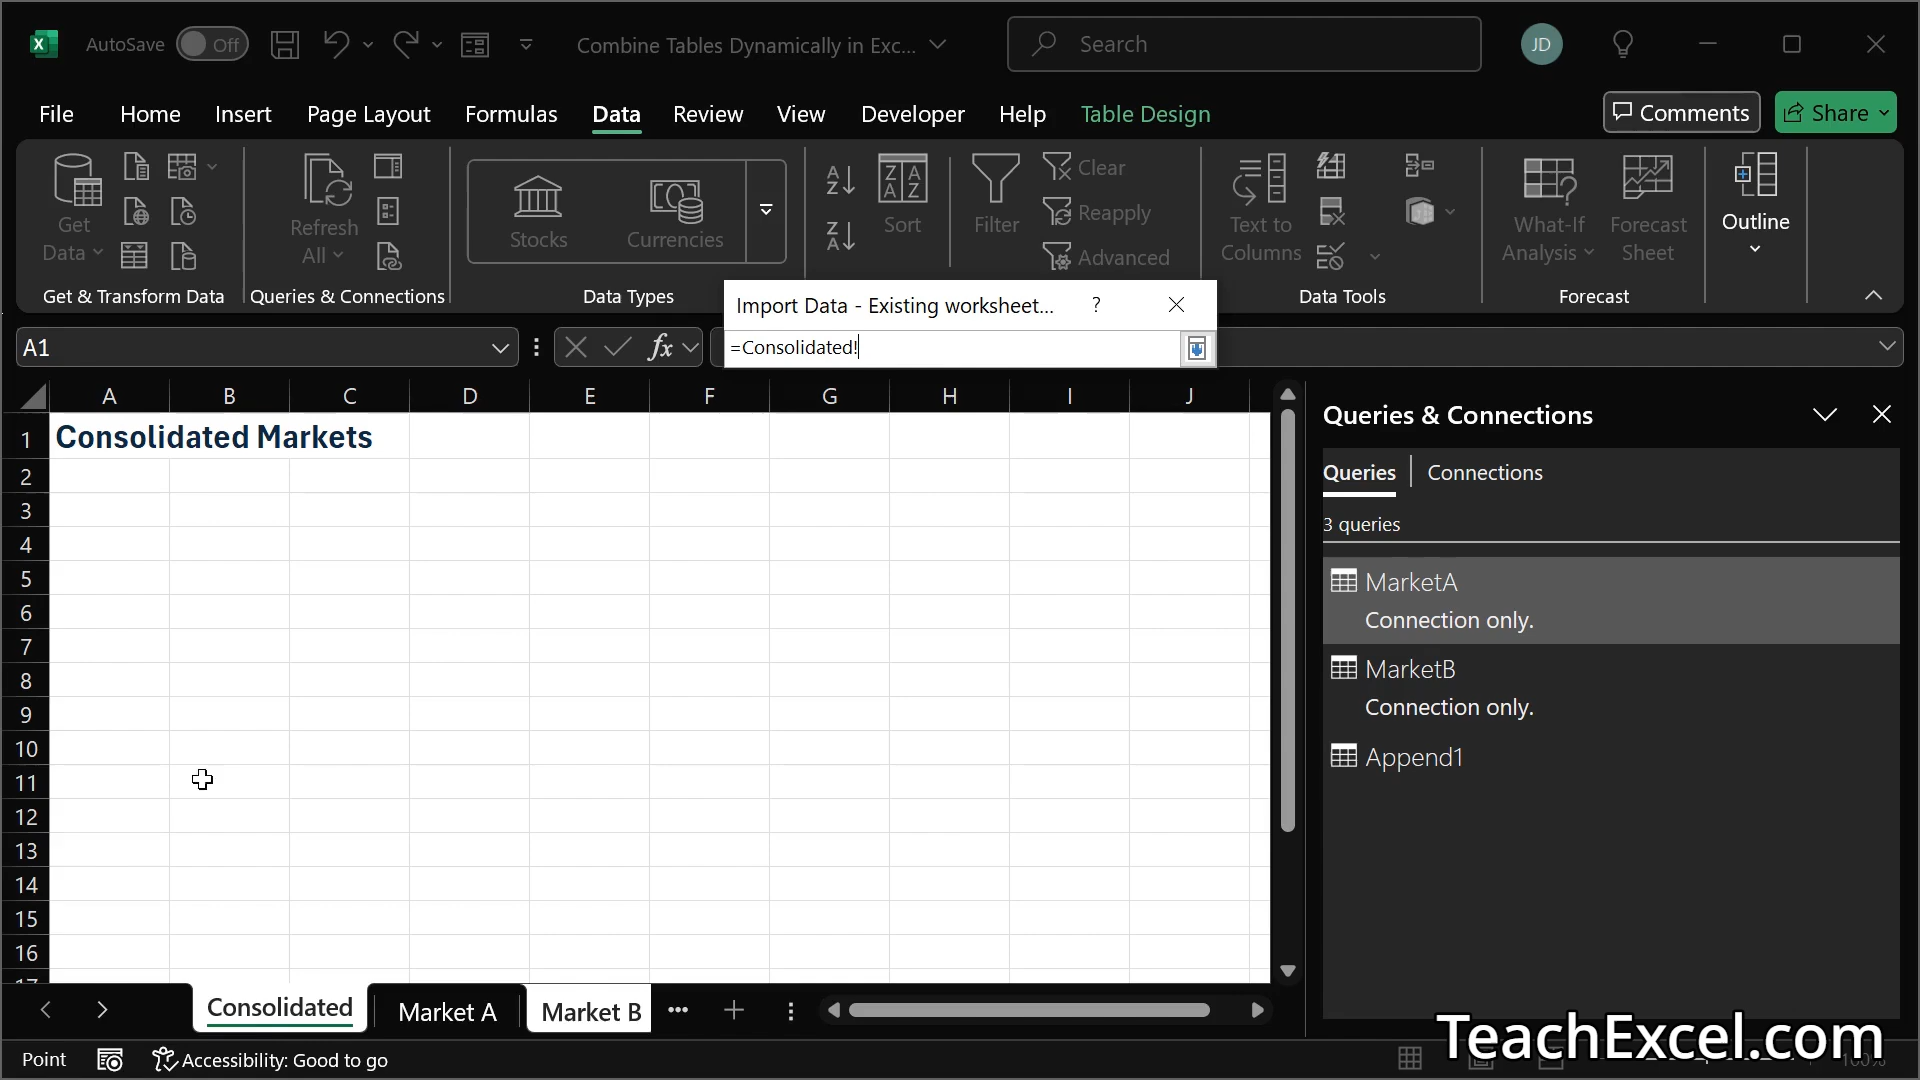 AutoSave Off Combine Tables Dynamically in Exc... Search JD
File Home Insert Page Layout Formulas Data Review View Developer Help Table Design Comments Share
Get Data
Refresh All
Stocks Currencies
Sort
Filter
Clear
Reapply
Advanced
Text to Columns
What-If Analysis
Forecast Sheet
Outline
Get & Transform Data Queries & Connections Data Types Data Tools Forecast
Import Data - Existing worksheet... ?
=Consolidated!
A1 fx
A B C D E F G H I J
1 Consolidated Markets
2
3
4
5
6
7
8
9
10
11
12
13
14
15
16
17
Queries & Connections
Queries Connections
3 queries
MarketA
Connection only.
MarketB
Connection only.
Append1
Consolidated Market A Market B ...
Point Accessibility: Good to go 100%
TeachExcel.com